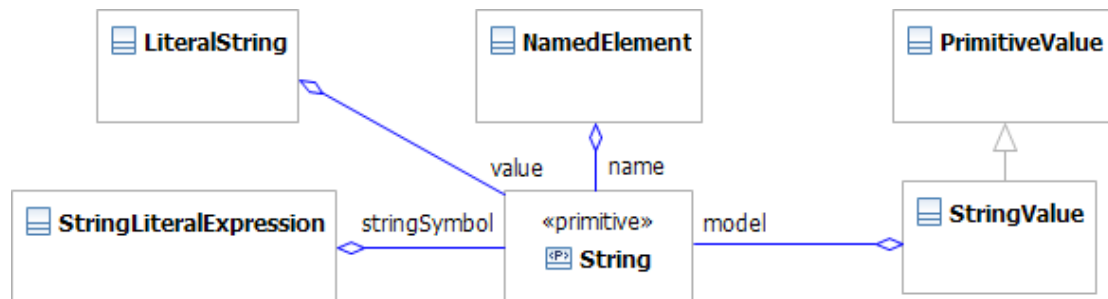 LiteralString
NamedElement
PrimitiveValue
value
name
StringLiteralExpression
stringSymbol
«primitive»
<P> String
model
StringValue